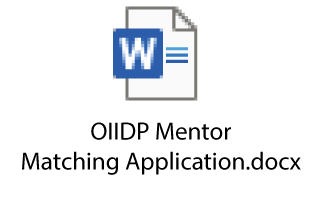 W
OIIDP Mentor
Matching Application.docx